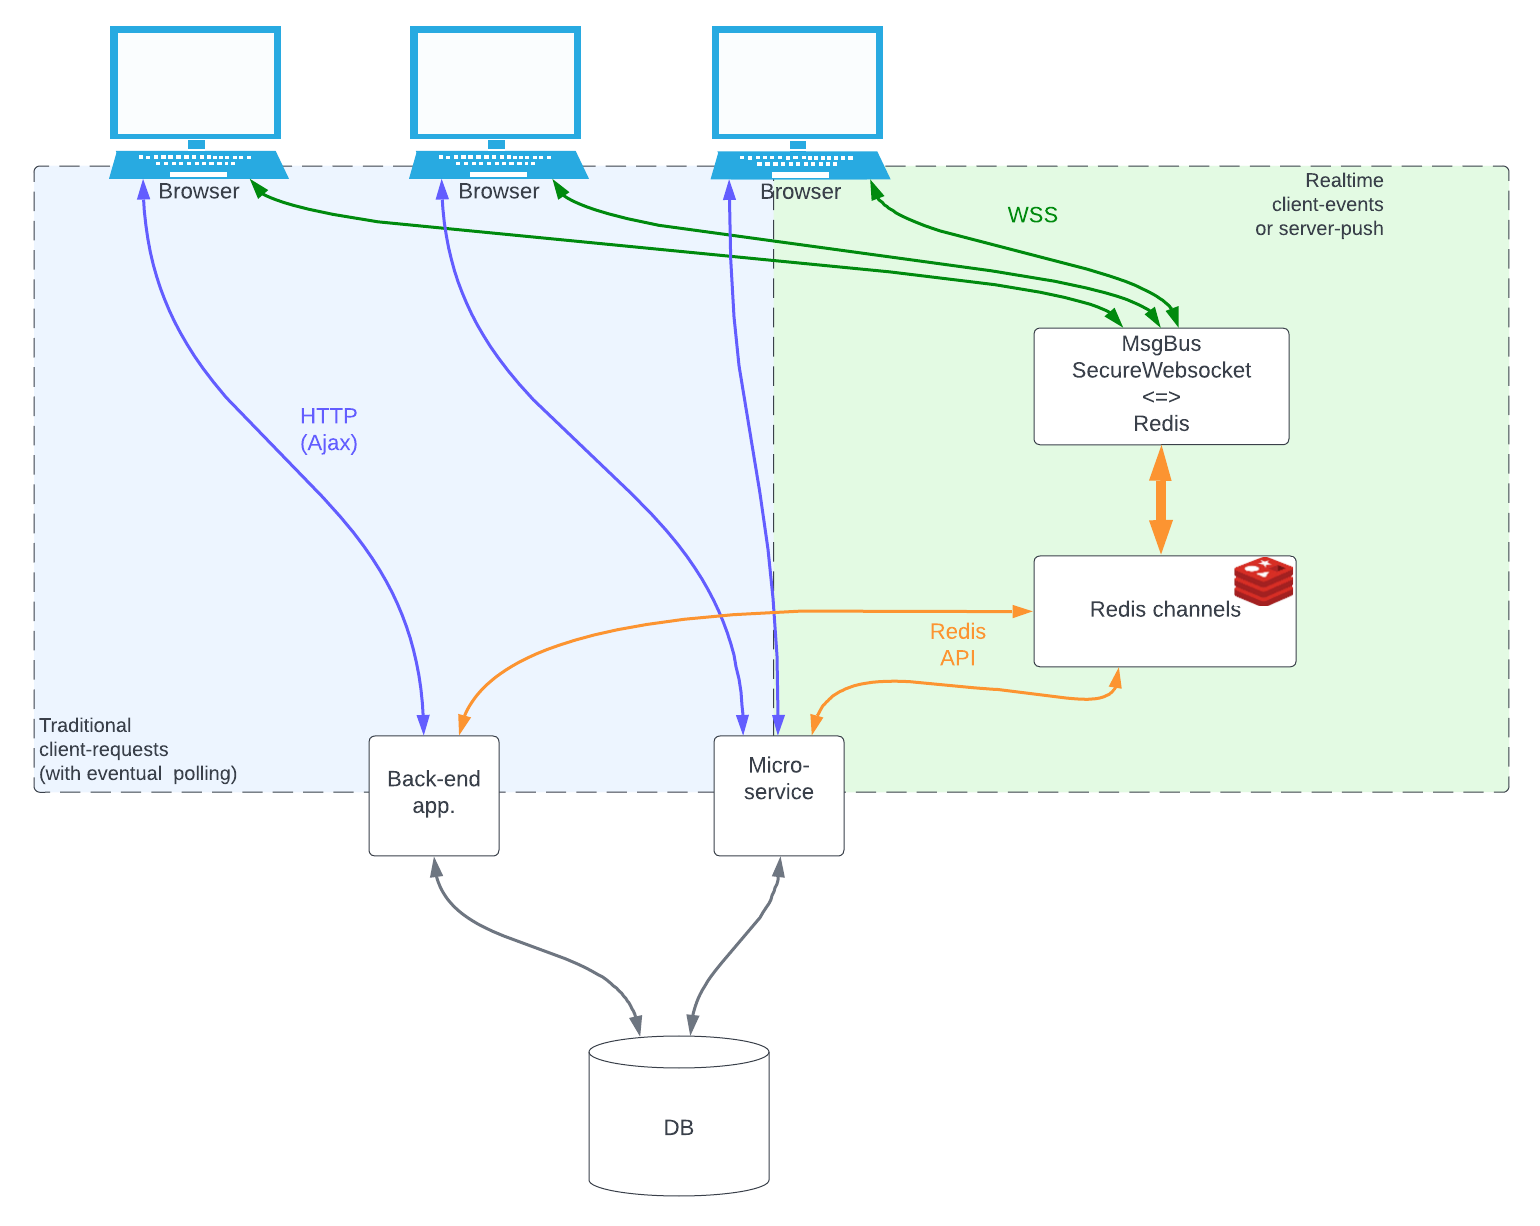 Browser
Browser
Browser
Realtime
client-events
or server-push
WSS
MsgBus
SecureWebsocket
<=>
Redis
HTTP
(Ajax)
Redis channels
Redis
API
Traditional
client-requests
(with eventual  polling)
Back-end
app.
Micro-
service
DB